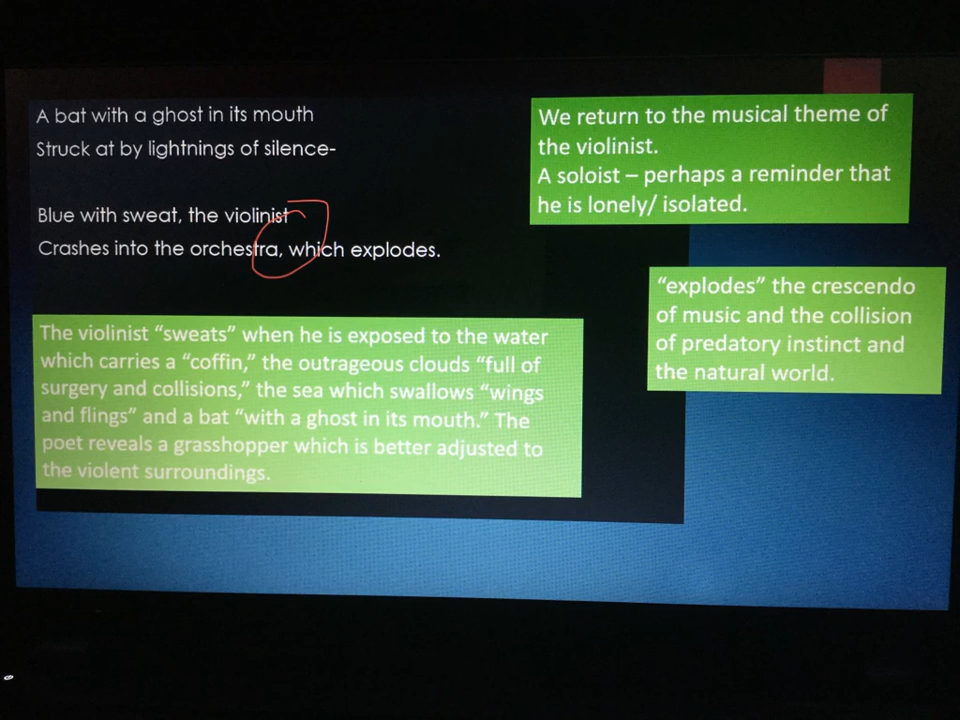 A bat with a ghost in its mouth
Struck at by lightnings of silence-
Blue with sweat, the violinist
Crashes into the orchestra, which explodes.
We return to the musical theme of
the violinist.
A soloist – perhaps a reminder that
he is lonely/ isolated.
“explodes” the crescendo
of music and the collision
of predatory instinct and
the natural world.
The violinist “sweats” when he is exposed to the water
which carries a “coffin,” the outrageous clouds “full of
surgery and collisions,” the sea which swallows “wings
and flings” and a bat “with a ghost in its mouth.” The
poet reveals a grasshopper which is better adjusted to
the violent surroundings.